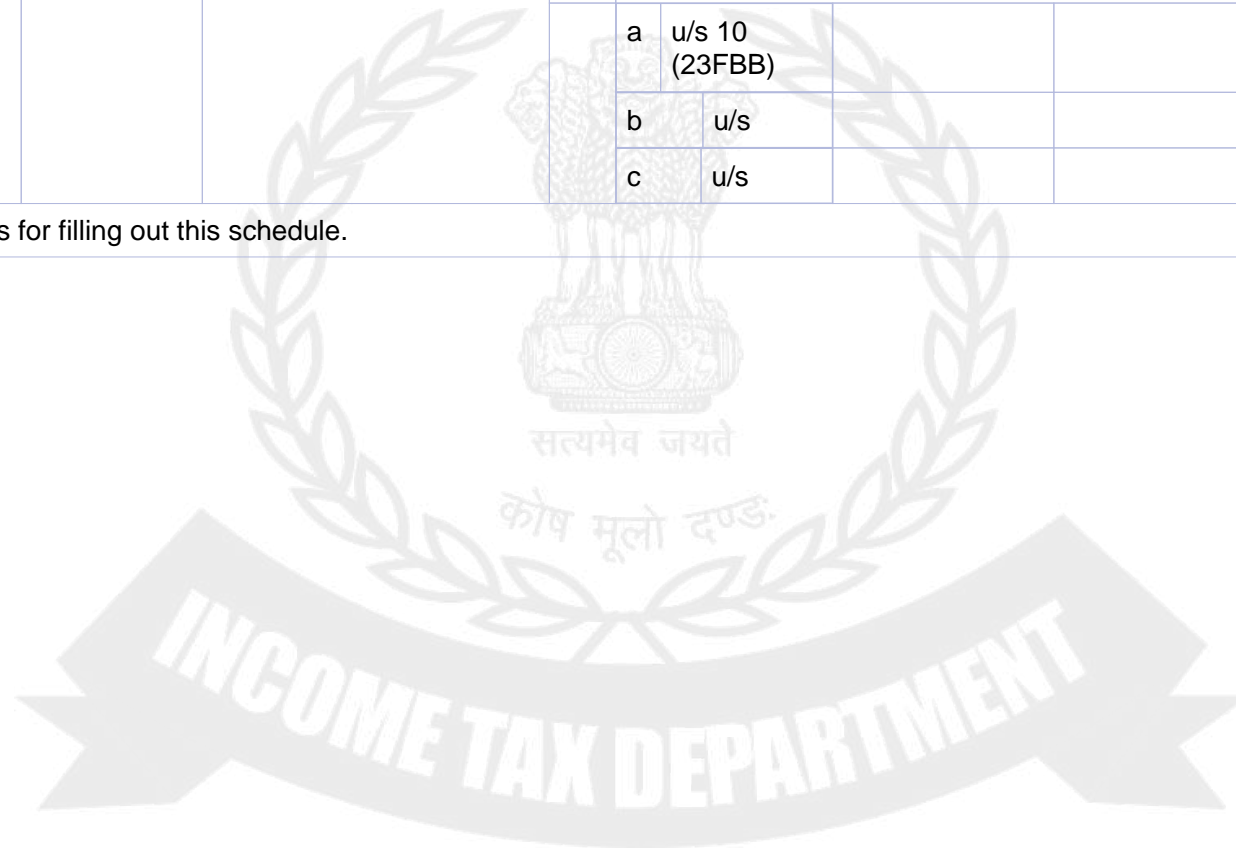 a u/s 10
(23FBB)
b u/s
c u/s
s for filling out this schedule.
सत्यमेव जयते
कोष मूलो दण्ड:
INCOME TAX DEPARTMENT